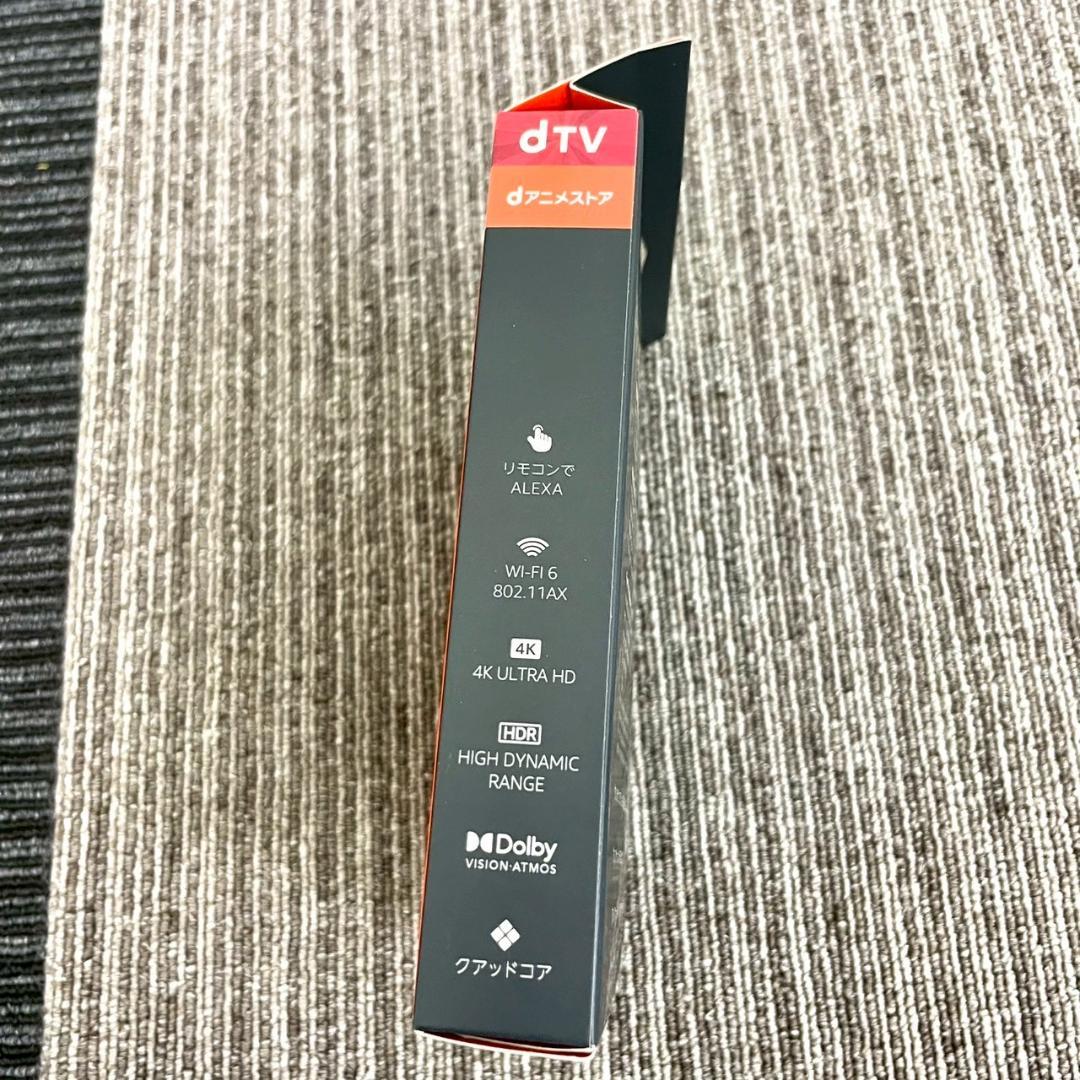 dTV
dアニメストア
リモコンで
ALEXA
WI-FI 6
802.11AX
4K
4K ULTRA HD
HDR
HIGH DYNAMIC
RANGE
Dolby
VISION·ATMOS
クアッドコア